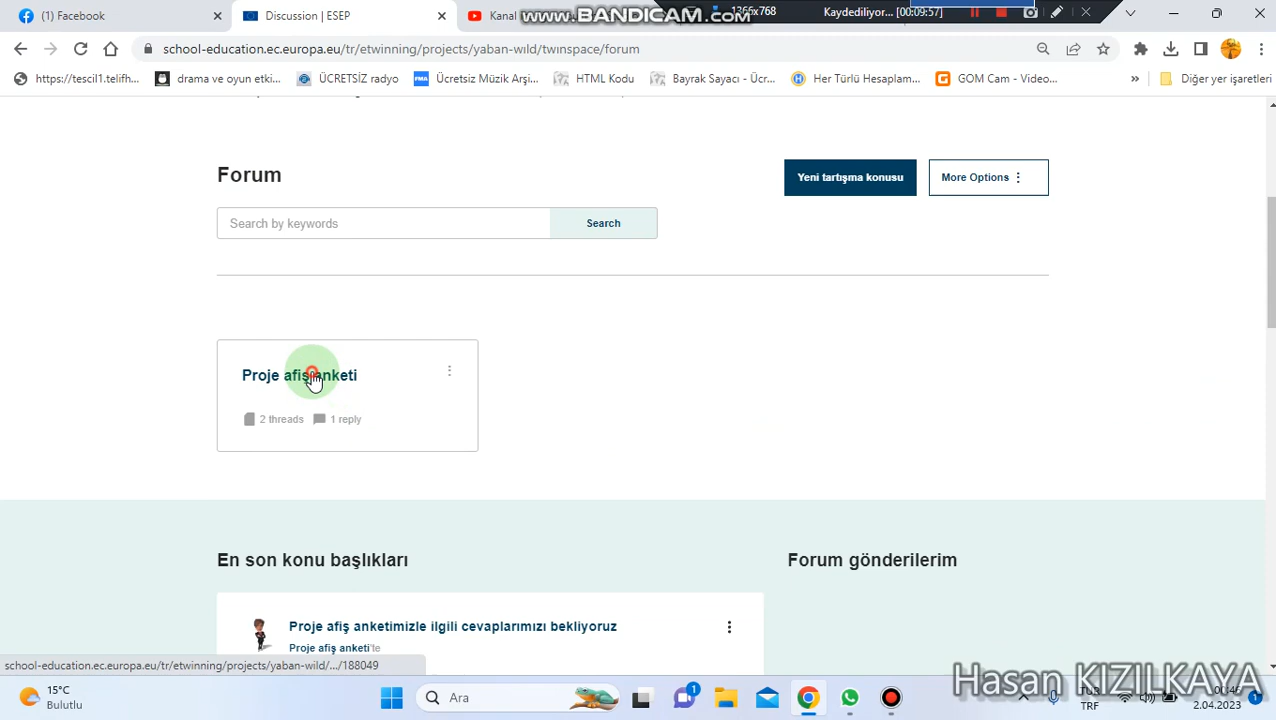 Facebook
Discussion | ESEP
Kanal
www.BANDICAM.com
1366x768
Kaydediliyor...
[00:09:57]
school-education.ec.europa.eu/tr/etwinning/projects/yaban-wild/twinspace/forum
https://tescil1.telifh...
drama ve oyun etki...
ÜCRETSİZ radyo
FMA
Ücretsiz Müzik Arşi...
HTML Kodu
Bayrak Sayacı - Ücr...
Her Türlü Hesaplam...
GOM Cam - Video...
»
Diğer yer işaretleri
Forum
Yeni tartışma konusu
More Options
Search by keywords
Search
Proje afiş anketi
2 threads
1 reply
En son konu başlıkları
Forum gönderilerim
Proje afiş anketimizle ilgili cevaplarımızı bekliyoruz
Proje afiş anketi'te
school-education.ec.europa.eu/tr/etwinning/projects/yaban-wild/.../188049
Hasan KIZILKAYA
15°C
Bulutlu
Ara
1
TUR
TRF
00:46
2.04.2023
1